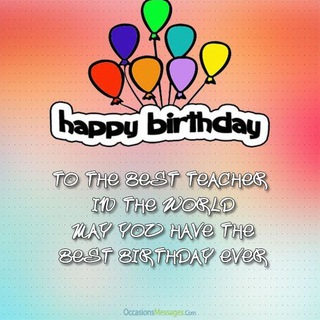 happy birthday
TO THE BEST TEACHER
IN THE WORLD
MAY YOU HAVE THE
BEST BIRTHDAY EVER
OccasionsMessages.Com